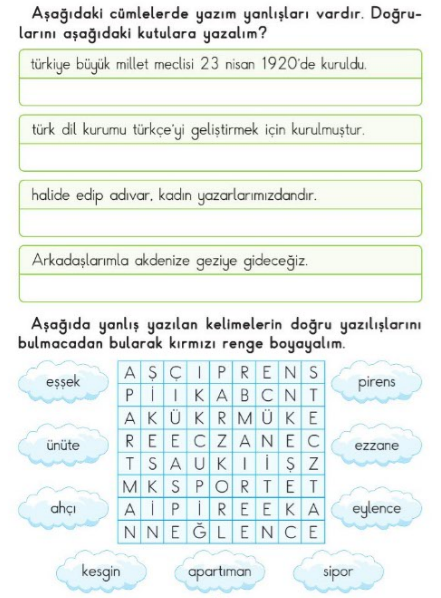 Aşağıdaki cümlelerde yazım yanlışları vardır. Doğru-
larını aşağıdaki kutulara yazalım?
türkiye büyük millet meclisi 23 nisan 1920'de kuruldu.
türk dil kurumu türkçe'yi geliştirmek için kurulmuştur.
halide edip adıvar, kadın yazarlarımızdandır.
Arkadaşlarımla akdenize geziye gideceğiz.
Aşağıda yanlış yazılan kelimelerin doğru yazılışlarını
bulmacadan bularak kırmızı renge boyayalım.
eşşek
ünüte
ahçı
A Ş Ç I P R E N S
P İ I K A B C N T
A K Ü K R M Ü K E
R E E C Z A N E C
T S A U K I İ Ş Z
M K S P O R T E T
A İ P İ R E E K A
N N E Ğ L E N C E
pirens
ezzane
eylence
kesgin
apartıman
sipor